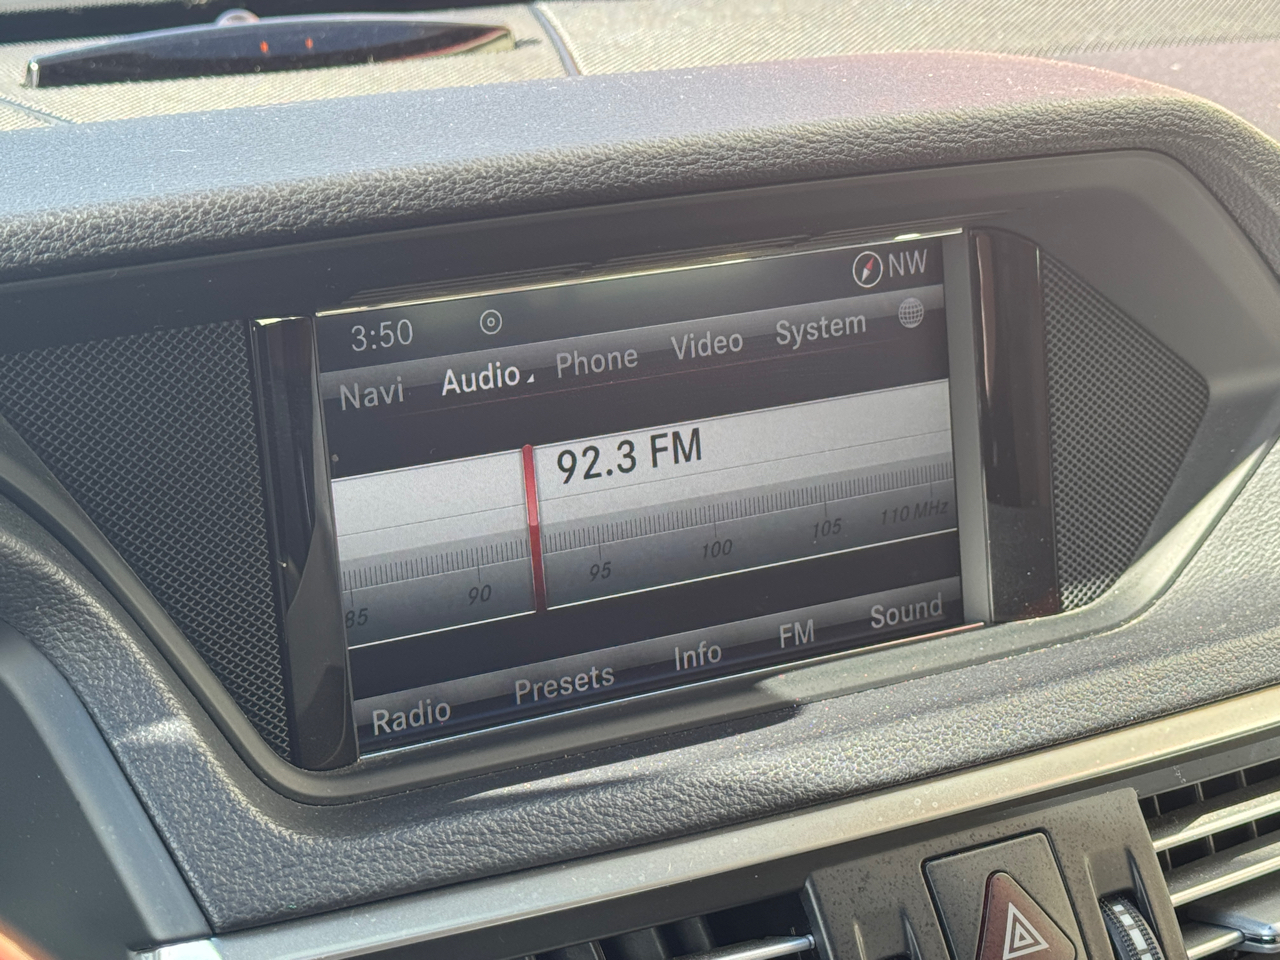 3:50 NW
Navi Audio Phone Video System
92.3 FM
85 90 95 100 105 110 MHz
Radio Presets Info FM Sound